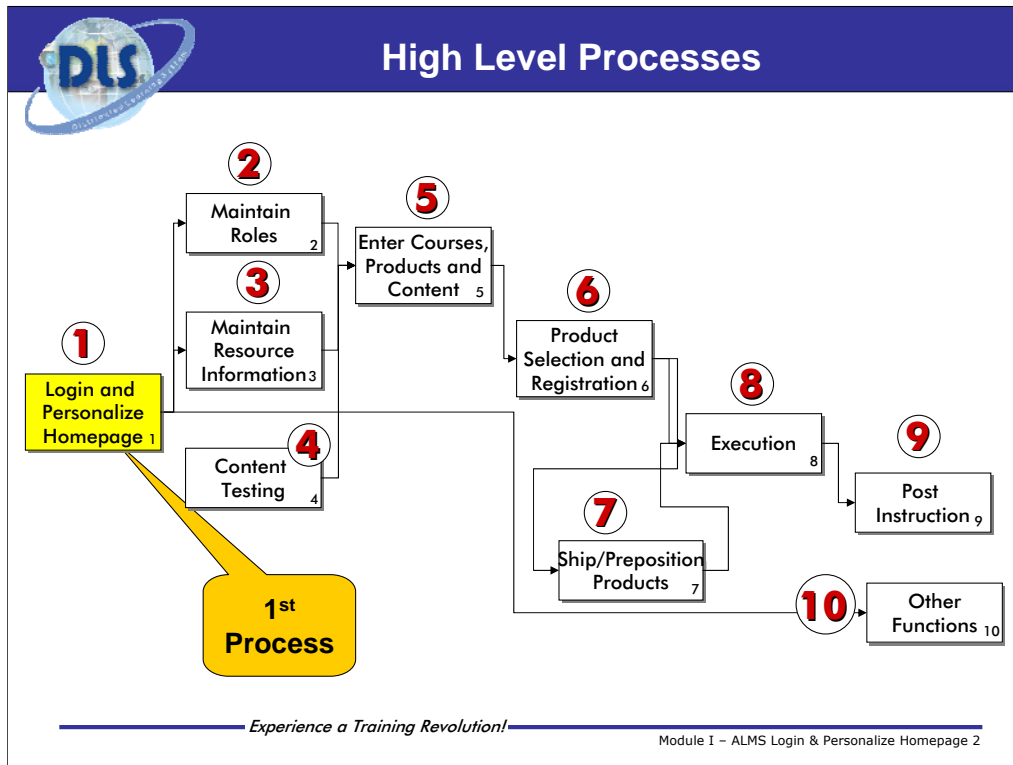 DLS
Distributed Learning System
High Level Processes
2
Maintain
Roles
2
3
Maintain
Resource
Information 3
1
Login and
Personalize
Homepage 1
4
Content
Testing
4
5
Enter Courses,
Products and
Content 5
6
Product
Selection and
Registration 6
7
Ship/Preposition
Products
7
8
Execution
8
9
Post
Instruction 9
10
Other
Functions 10
1st
Process
Experience a Training Revolution!
Module I – ALMS Login & Personalize Homepage 2